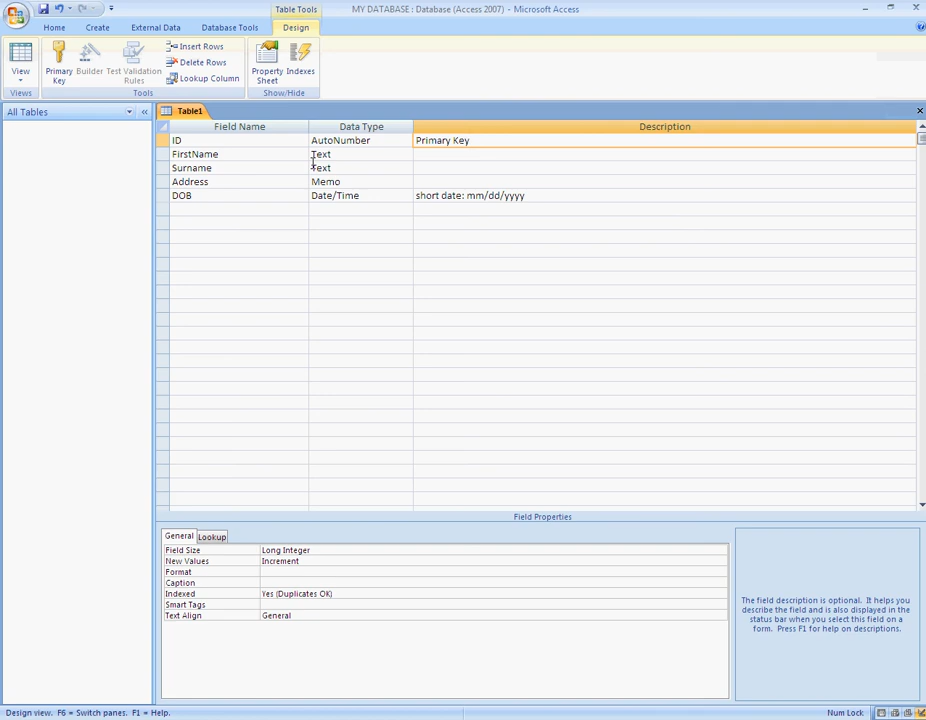 Table Tools
MY DATABASE : Database (Access 2007) - Microsoft Access
Home Create External Data Database Tools Design
View
Primary Key
Builder
Test Validation Rules
Insert Rows
Delete Rows
Lookup Column
Property Sheet
Indexes
Views Tools Show/Hide
All Tables
Table1
Field Name Data Type Description
ID AutoNumber Primary Key
FirstName Text
Surname Text
Address Memo
DOB Date/Time short date: mm/dd/yyyy
Field Properties
General Lookup
Field Size Long Integer
New Values Increment
Format
Caption
Indexed Yes (Duplicates OK)
Smart Tags
Text Align General
The field description is optional. It helps you
describe the field and is also displayed in the
status bar when you select this field on a
form. Press F1 for help on descriptions.
Design view. F6 = Switch panes. F1 = Help.
Num Lock